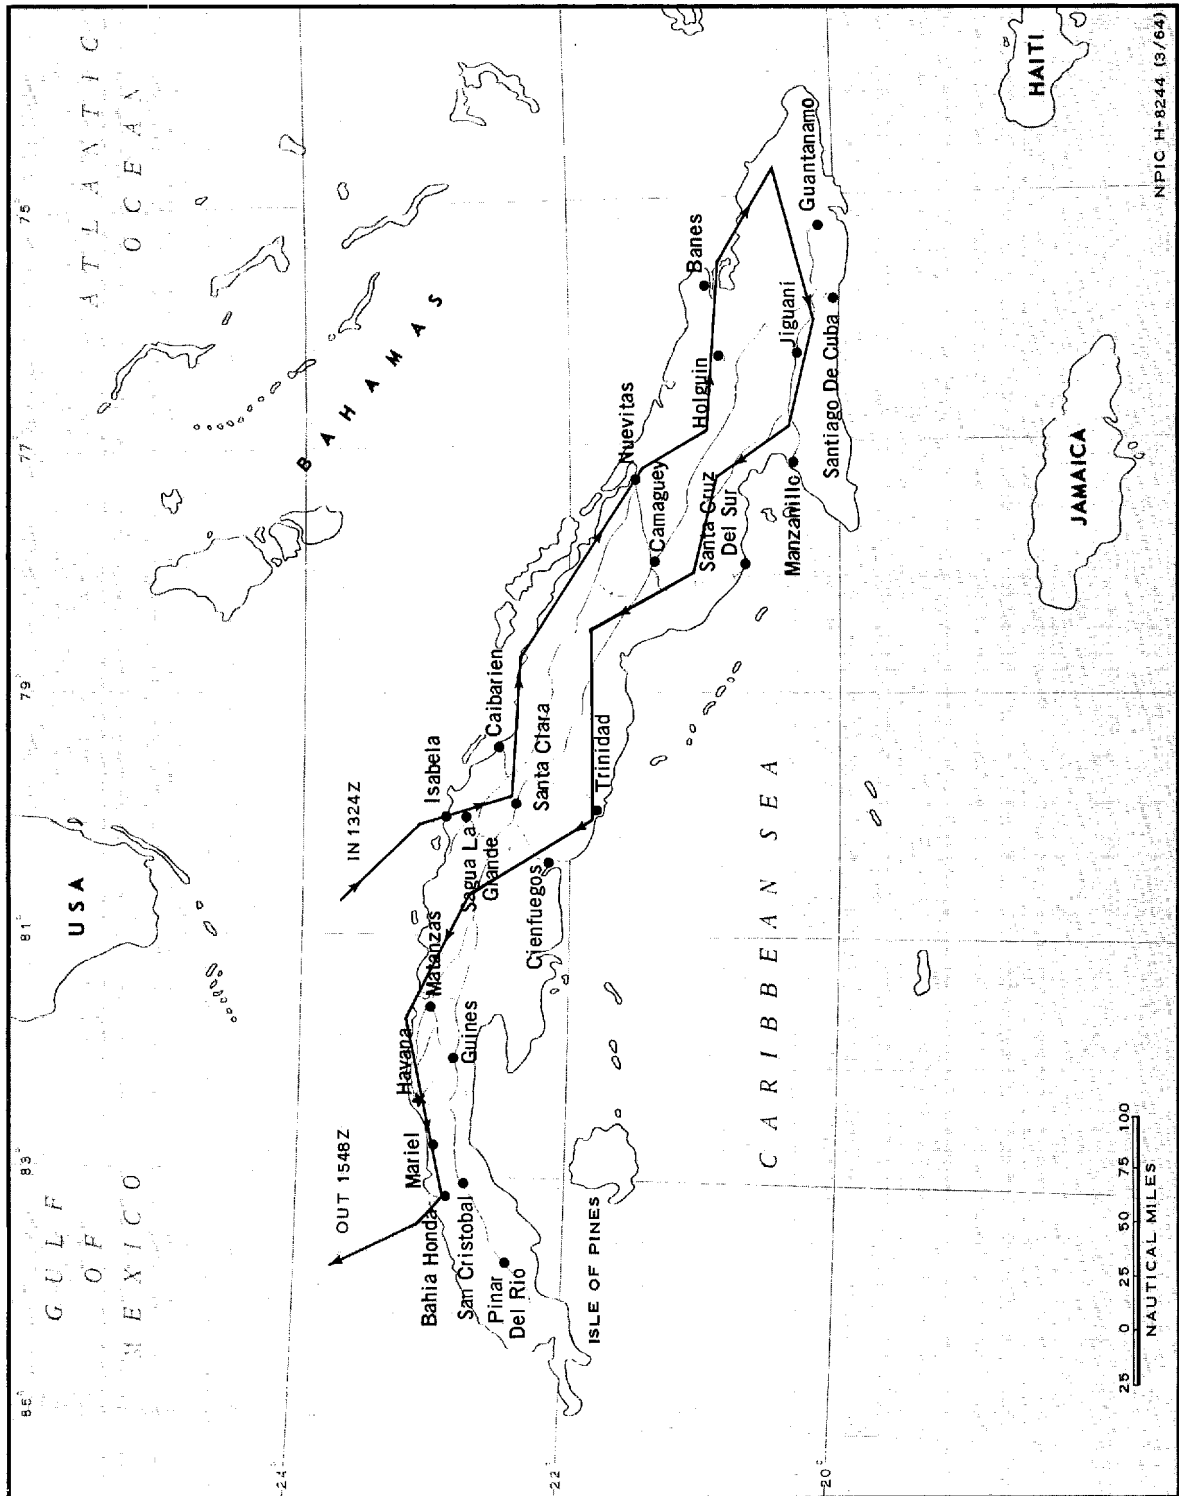 85°
83°
81°
79°
77°
75°
GULF
OF
MEXICO
USA
ATLANTIC
OCEAN
BAHAMAS
24°
22°
20°
OUT 1548Z
IN 1324Z
Bahia Honda
Mariel
Havana
Matanzas
San Cristobal
Guines
Pinar
Del Rio
Isabela
Sagua La
Grande
Caibarien
Santa Clara
Cienfuegos
Trinidad
Nuevitas
Camaguey
Holguin
Banes
Santa Cruz
Del Sur
Jiguani
Manzanillo
Guantanamo
Santiago De Cuba
ISLE OF PINES
CARIBBEAN SEA
JAMAICA
HAITI
25 0 25 50 75 100
NAUTICAL MILES
NPIC H-8244 (3/64)